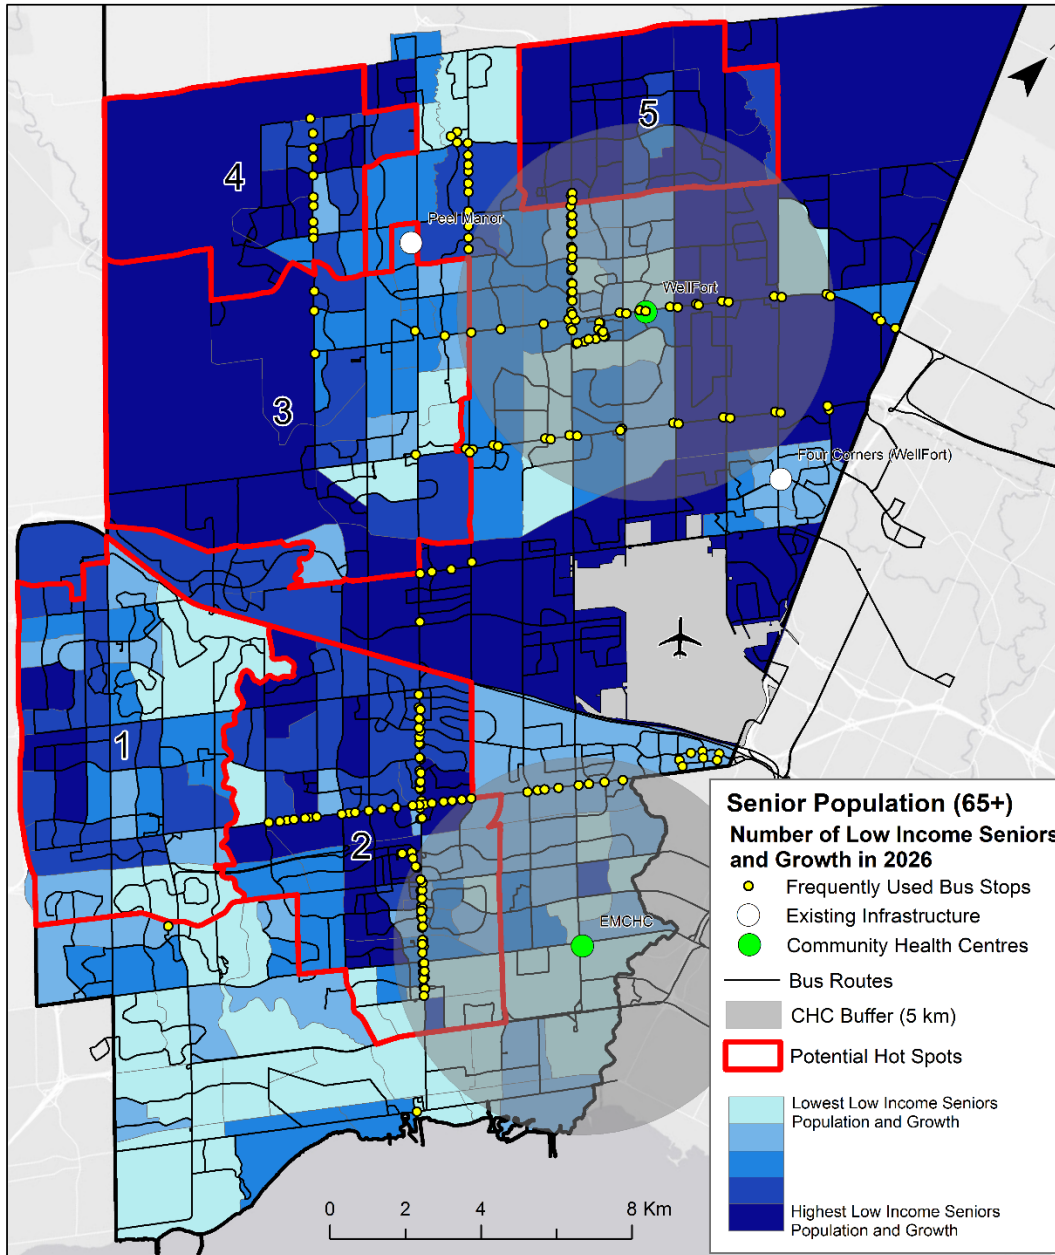 5
4
Peel Manor
WellFort
3
Four Corners (WellFort)
1
2
EMCHC
Senior Population (65+)
Number of Low Income Seniors
and Growth in 2026
Frequently Used Bus Stops
Existing Infrastructure
Community Health Centres
Bus Routes
CHC Buffer (5 km)
Potential Hot Spots
Lowest Low Income Seniors
Population and Growth
Highest Low Income Seniors
Population and Growth
0 2 4 8 Km